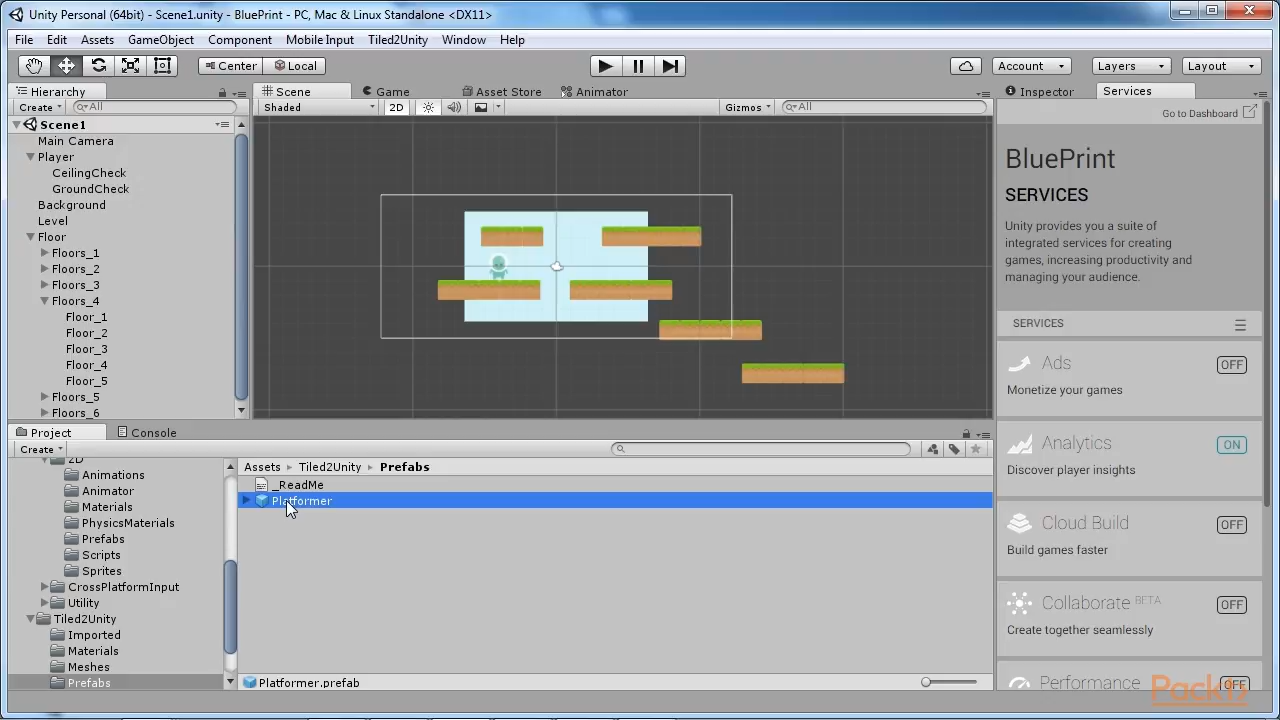 Unity Personal (64bit) - Scene1.unity - BluePrint - PC, Mac & Linux Standalone <DX11>
File Edit Assets GameObject Component Mobile Input Tiled2Unity Window Help
Center Local Account Layers Layout
Hierarchy Scene Game Asset Store Animator Inspector Services
Create All Shaded 2D Gizmos All Go to Dashboard
Scene1
Main Camera
Player
CeilingCheck
GroundCheck
Background
Level
Floor
Floors_1
Floors_2
Floors_3
Floors_4
Floor_1
Floor_2
Floor_3
Floor_4
Floor_5
Floors_5
Floors_6
BluePrint
SERVICES
Unity provides you a suite of
integrated services for creating
games, increasing productivity and
managing your audience.
SERVICES
Ads OFF
Monetize your games
Analytics ON
Discover player insights
Cloud Build OFF
Build games faster
Collaborate BETA OFF
Create together seamlessly
Performance OFF
Project Console
Create
2D
Animations
Animator
Materials
PhysicsMaterials
Prefabs
Scripts
Sprites
CrossPlatformInput
Utility
Tiled2Unity
Imported
Materials
Meshes
Prefabs
Assets Tiled2Unity Prefabs
_ReadMe
Platformer
Platformer.prefab
Packt